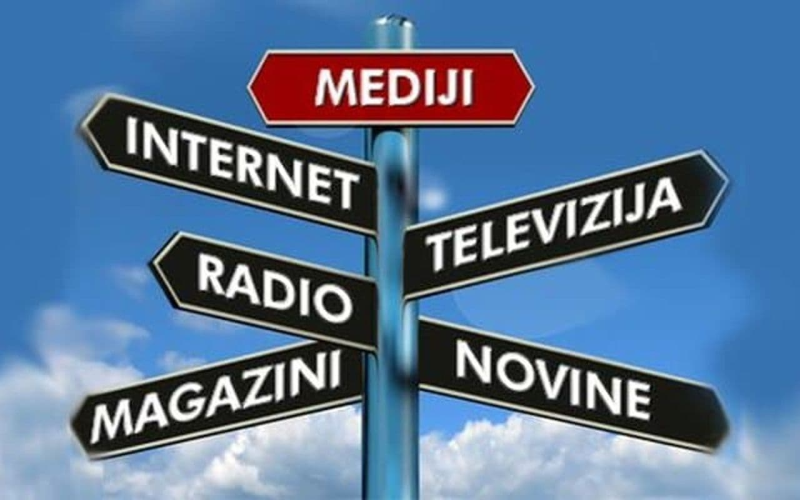 MEDIJI
INTERNET
TELEVIZIJA
RADIO
NOVINE
MAGAZINI